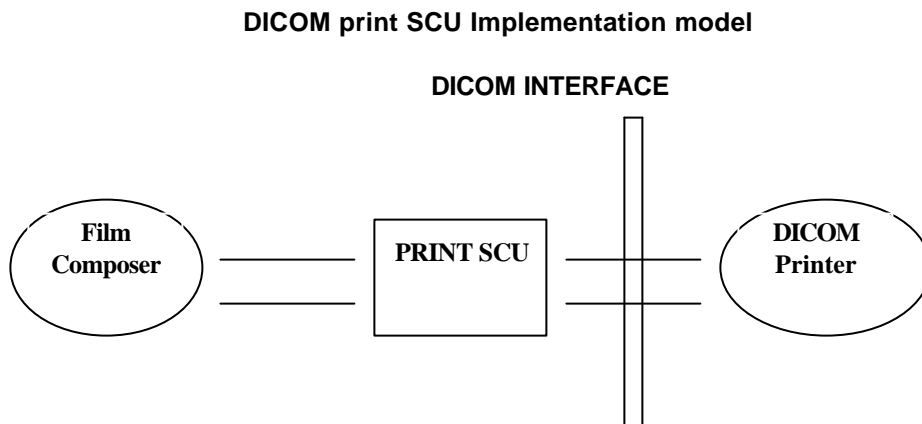 DICOM print SCU Implementation model
DICOM INTERFACE
Film
Composer
PRINT SCU
DICOM
Printer